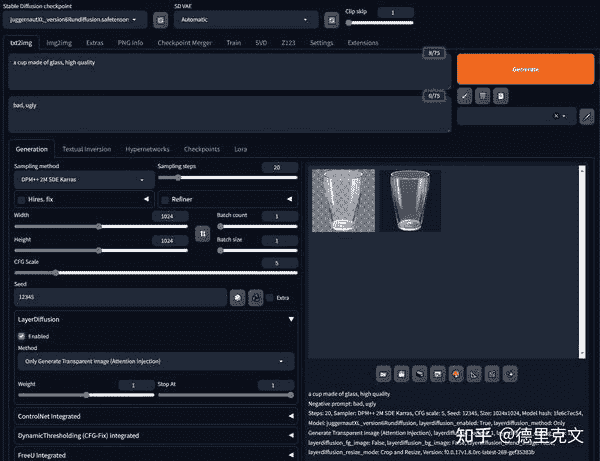 Stable Diffusion checkpoint
SD VAE
Clip skip
1
juggernautXL_version6Rundiffusion.safetensors
Automatic
txt2img
img2img
Extras
PNG Info
Checkpoint Merger
Train
SVD
Z123
Settings
Extensions
a cup made of glass, high quality
8/75
Generate
bad, ugly
0/75
Generation
Textual Inversion
Hypernetworks
Checkpoints
Lora
Sampling method
Sampling steps
20
DPM++ 2M SDE Karras
Hires. fix
Refiner
Width
1024
Batch count
1
Height
1024
Batch size
1
CFG Scale
5
Seed
12345
Extra
LayerDiffusion
Enabled
Method
Only Generate Transparent Image (Attention Injection)
Weight
1
Stop At
1
ControlNet Integrated
DynamicThresholding (CFG-Fix) Integrated
FreeU Integrated
a cup made of glass, high quality
Negative prompt: bad, ugly
Steps: 20, Sampler: DPM++ 2M SDE Karras, CFG scale: 5, Seed: 12345, Size: 1024x1024, Model hash: 1fe6c7ec54,
Model: juggernautXL_version6Rundiffusion, layerdiffusion_enabled: True, layerdiffusion_method: Only
Generate Transparent Image (Attention Injection), layerdiffusion_weight: 1,
layerdiffusion_fg_image: False, layerdiffusion_bg_image: False,
layerdiffusion_resize_mode: Crop and Resize, Version: f0.0.17v1.8.0rc-latest-269-gef35383b
知乎 @德里克文